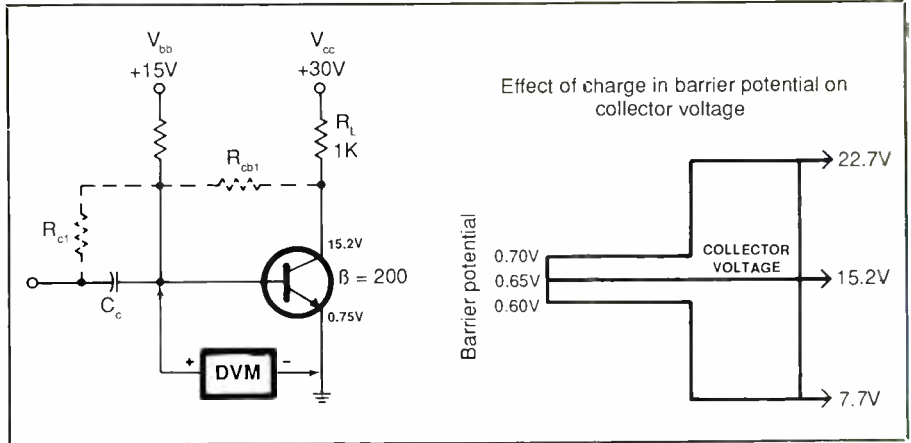 V_bb
+15V
V_cc
+30V
R_L
1K
R_cb1
R_c1
C_c
15.2V
ß = 200
0.75V
+ DVM -
Effect of charge in barrier potential on
collector voltage
Barrier potential
0.70V
0.65V
0.60V
COLLECTOR
VOLTAGE
22.7V
15.2V
7.7V